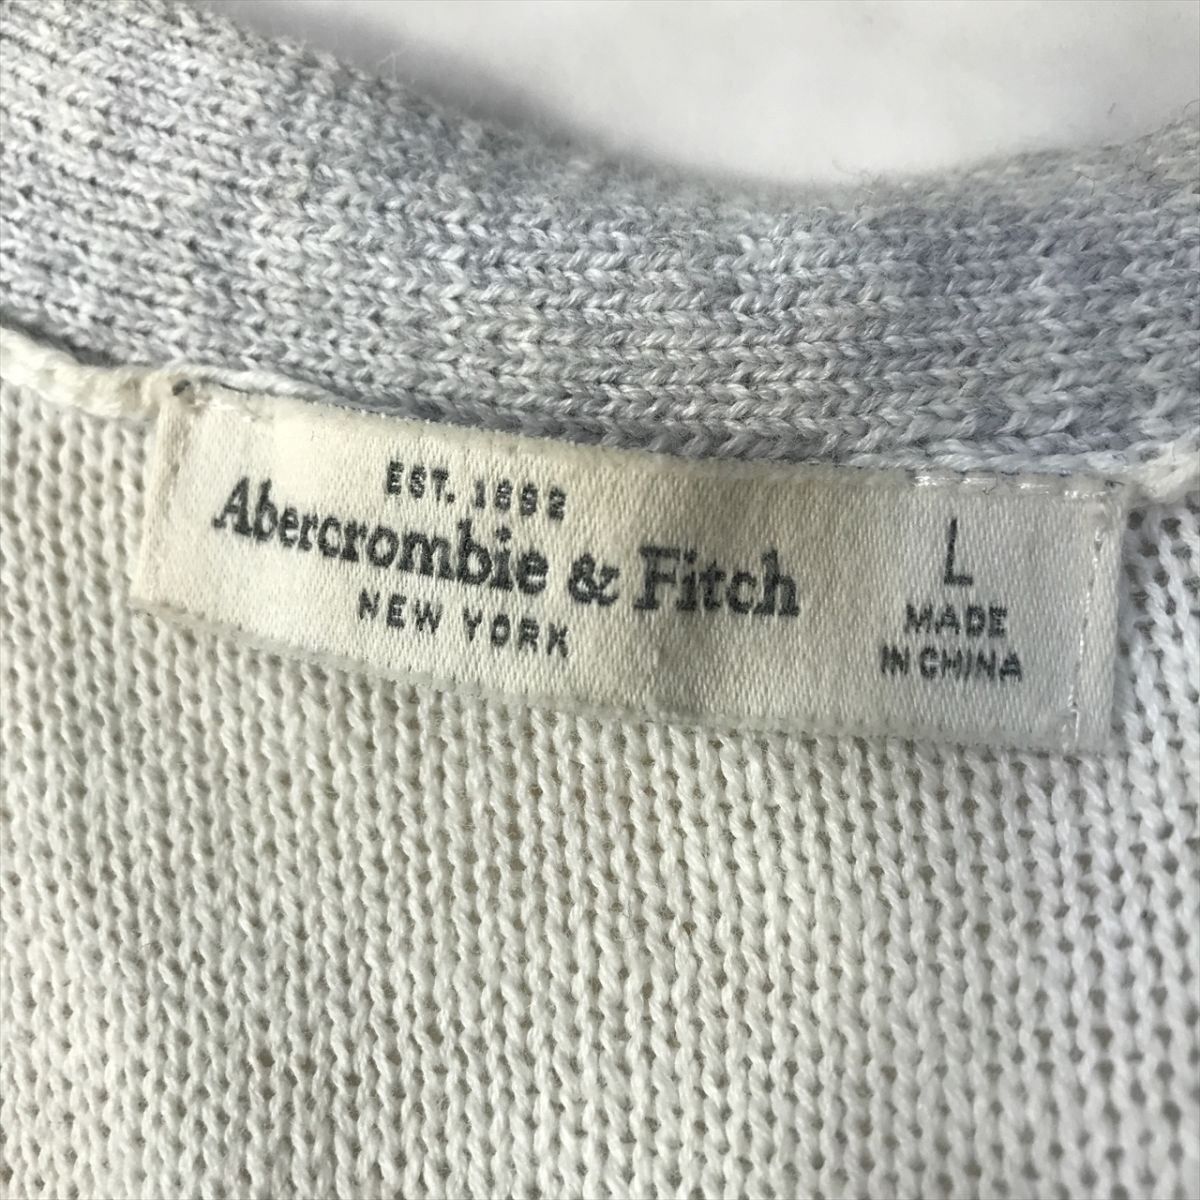 EST. 1892
Abercrombie & Fitch
NEW YORK
L
MADE
IN CHINA